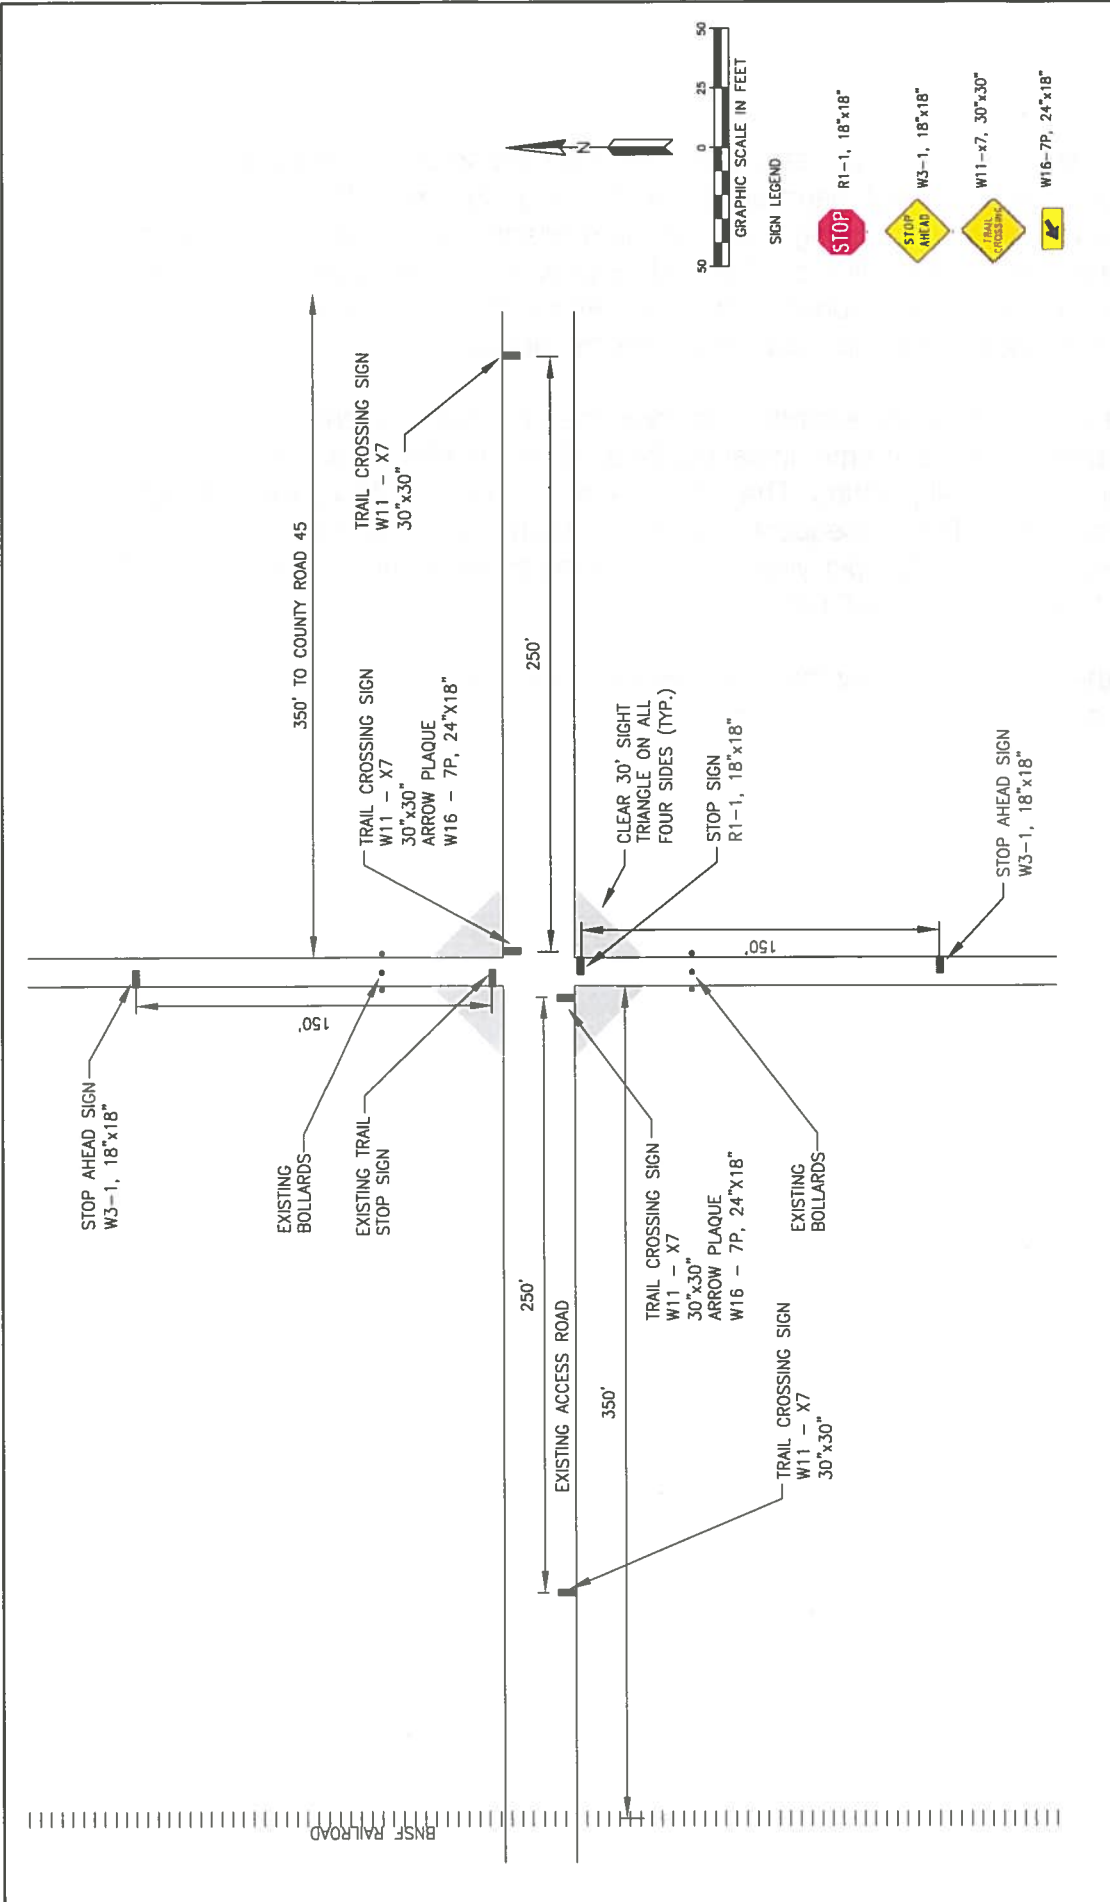 BNSF RAILROAD
STOP AHEAD SIGN
W3-1, 18"x18"
150'
EXISTING
BOLLARDS
EXISTING TRAIL
STOP SIGN
250'
EXISTING ACCESS ROAD
350'
TRAIL CROSSING SIGN
W11 - X7
30"x30"
ARROW PLAQUE
W16 - 7P, 24"X18"
TRAIL CROSSING SIGN
W11 - X7
30"x30"
EXISTING
BOLLARDS
350' TO COUNTY ROAD 45
TRAIL CROSSING SIGN
W11 - X7
30"x30"
ARROW PLAQUE
W16 - 7P, 24"X18"
TRAIL CROSSING SIGN
W11 - X7
30"x30"
250'
CLEAR 30' SIGHT
TRIANGLE ON ALL
FOUR SIDES (TYP.)
STOP SIGN
R1-1, 18"x18"
150'
STOP AHEAD SIGN
W3-1, 18"x18"
N
50 0 25 50
GRAPHIC SCALE IN FEET
SIGN LEGEND
STOP
R1-1, 18"x18"
STOP
AHEAD
W3-1, 18"x18"
TRAIL
CROSSING
W11-x7, 30"x30"
W16-7P, 24"x18"